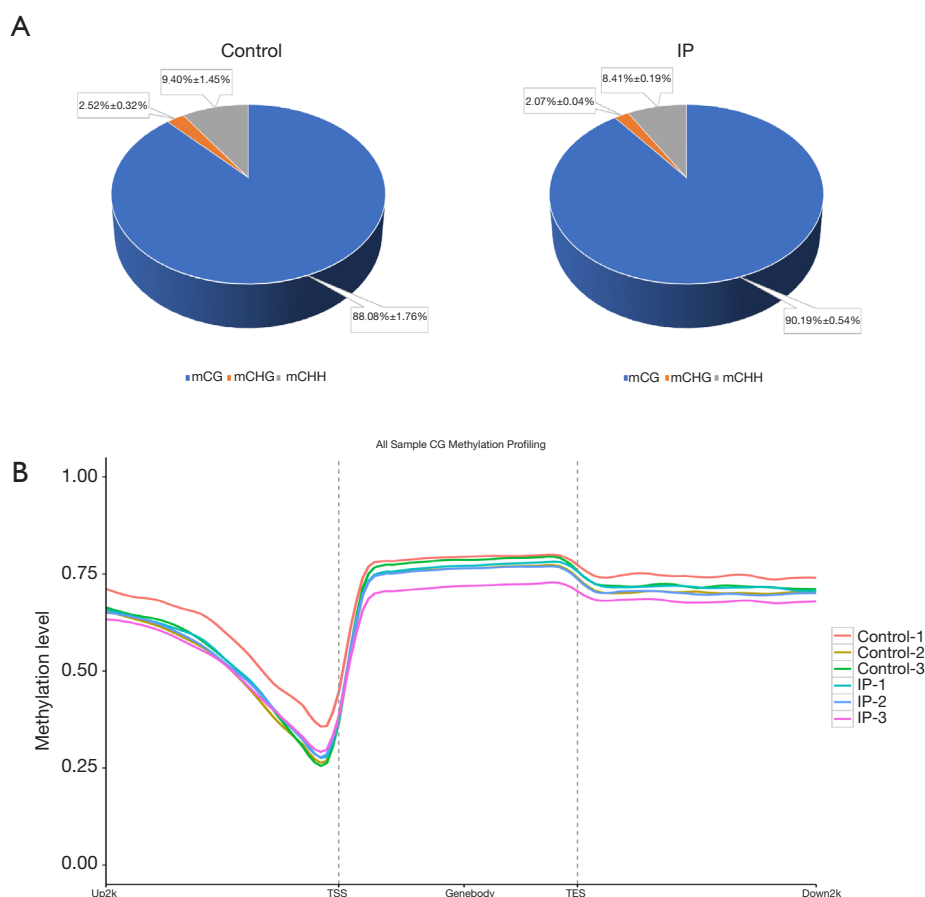 A
Control
IP
9.40%±1.45%
2.52%±0.32%
88.08%±1.76%
8.41%±0.19%
2.07%±0.04%
90.19%±0.54%
mCG mCHG mCHH
mCG mCHG mCHH
B
All Sample CG Methylation Profiling
Methylation level
1.00
0.75
0.50
0.25
0.00
Up2k
TSS
Genebody
TES
Down2k
Control-1
Control-2
Control-3
IP-1
IP-2
IP-3